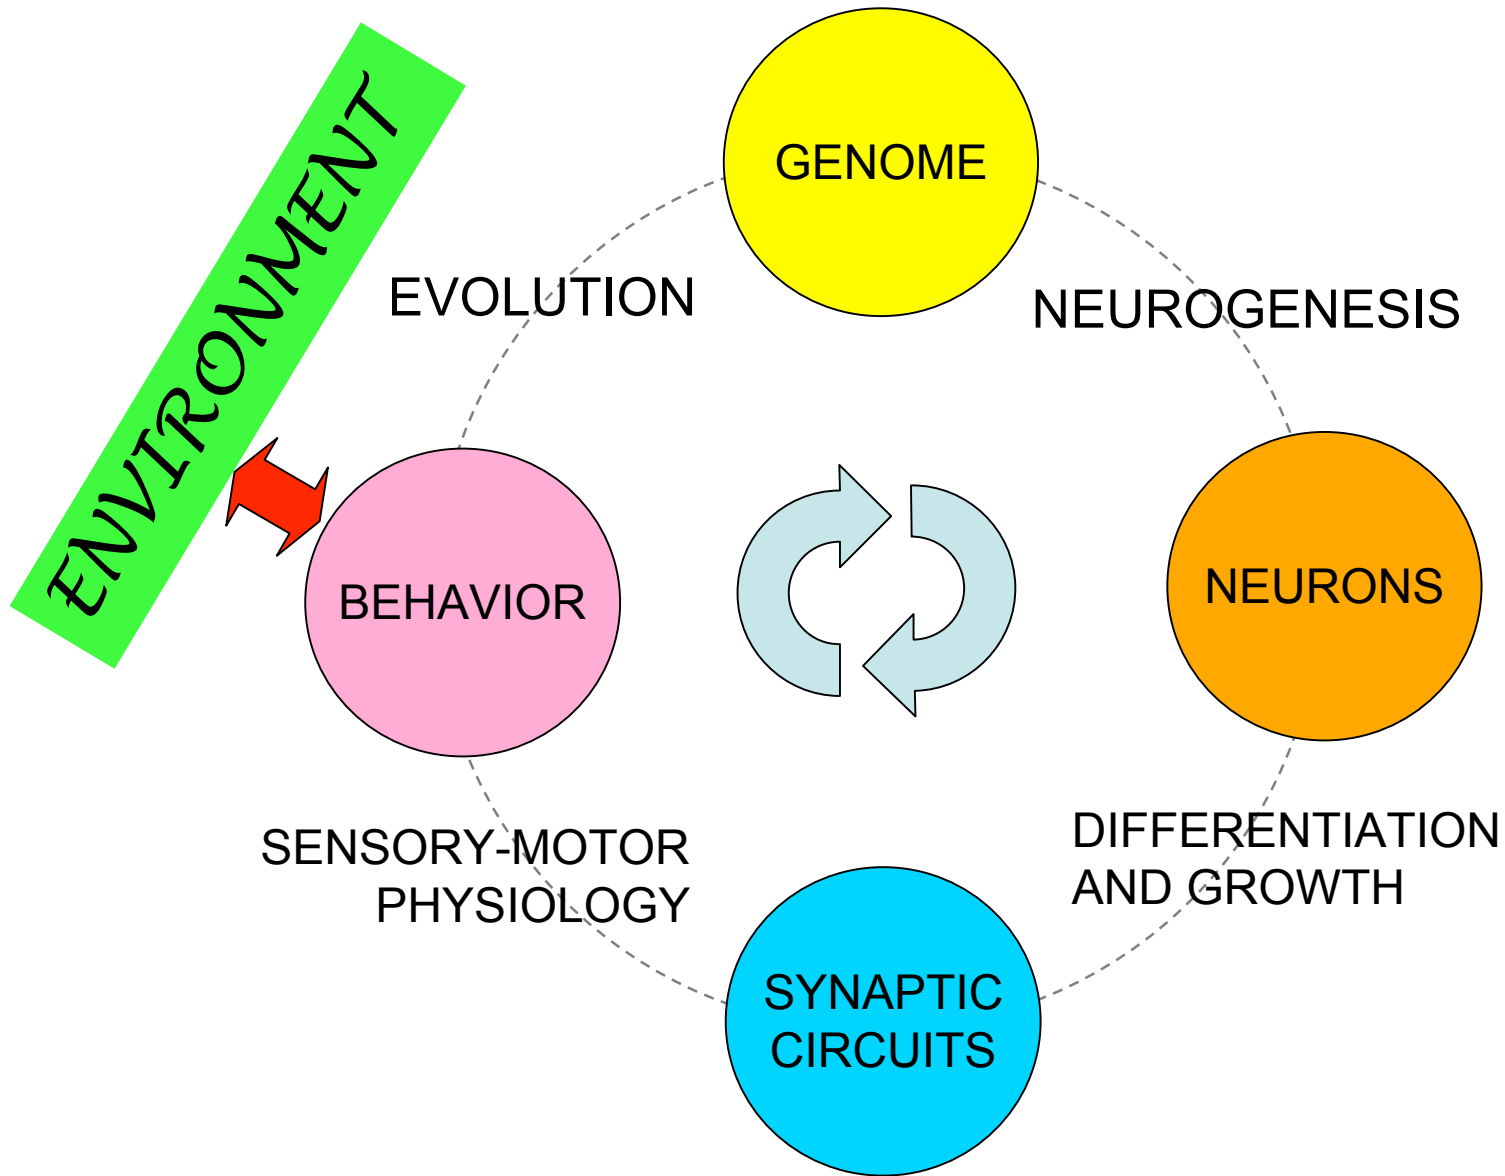 ENVIRONMENT
GENOME
EVOLUTION
NEUROGENESIS
BEHAVIOR
NEURONS
SENSORY-MOTOR
PHYSIOLOGY
DIFFERENTIATION
AND GROWTH
SYNAPTIC
CIRCUITS